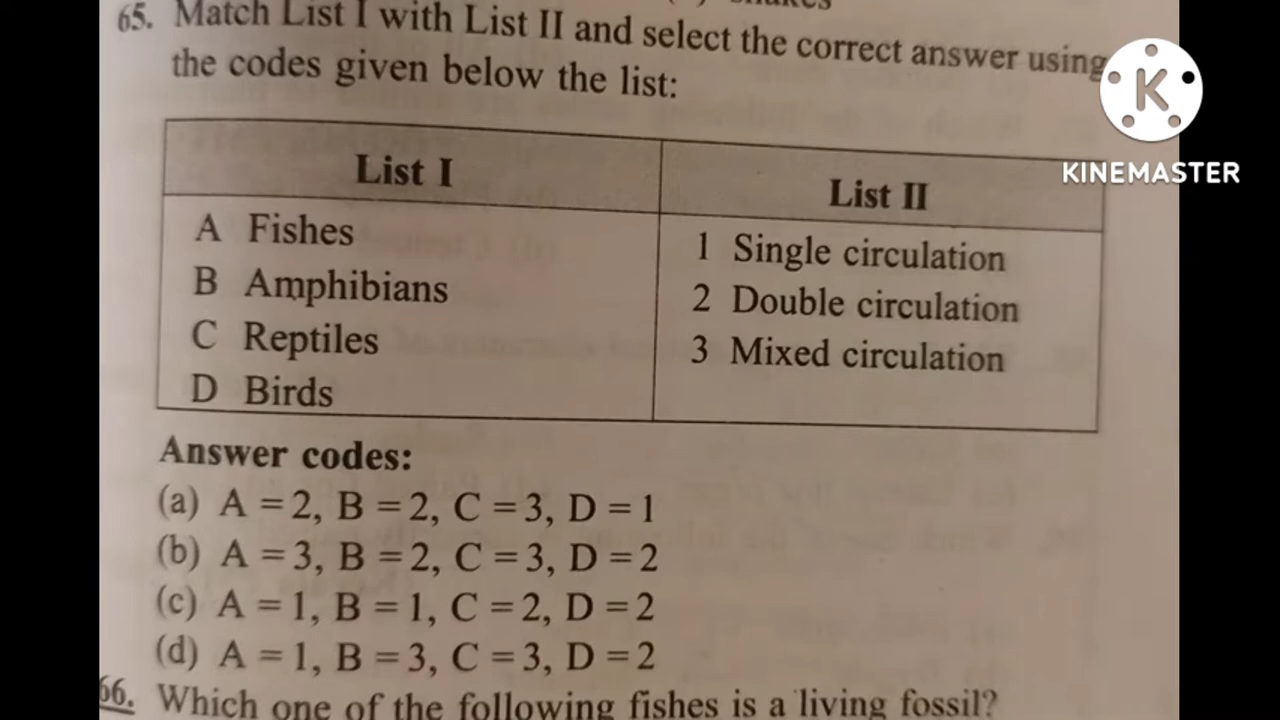 65. Match List I with List II and select the correct answer using
the codes given below the list:
K
KINEMASTER
List I
List II
A Fishes
1 Single circulation
B Amphibians
2 Double circulation
C Reptiles
3 Mixed circulation
D Birds
Answer codes:
(a) A = 2, B = 2, C = 3, D = 1
(b) A = 3, B = 2, C = 3, D = 2
(c) A = 1, B = 1, C = 2, D = 2
(d) A = 1, B = 3, C = 3, D = 2
66. Which one of the following fishes is a living fossil?